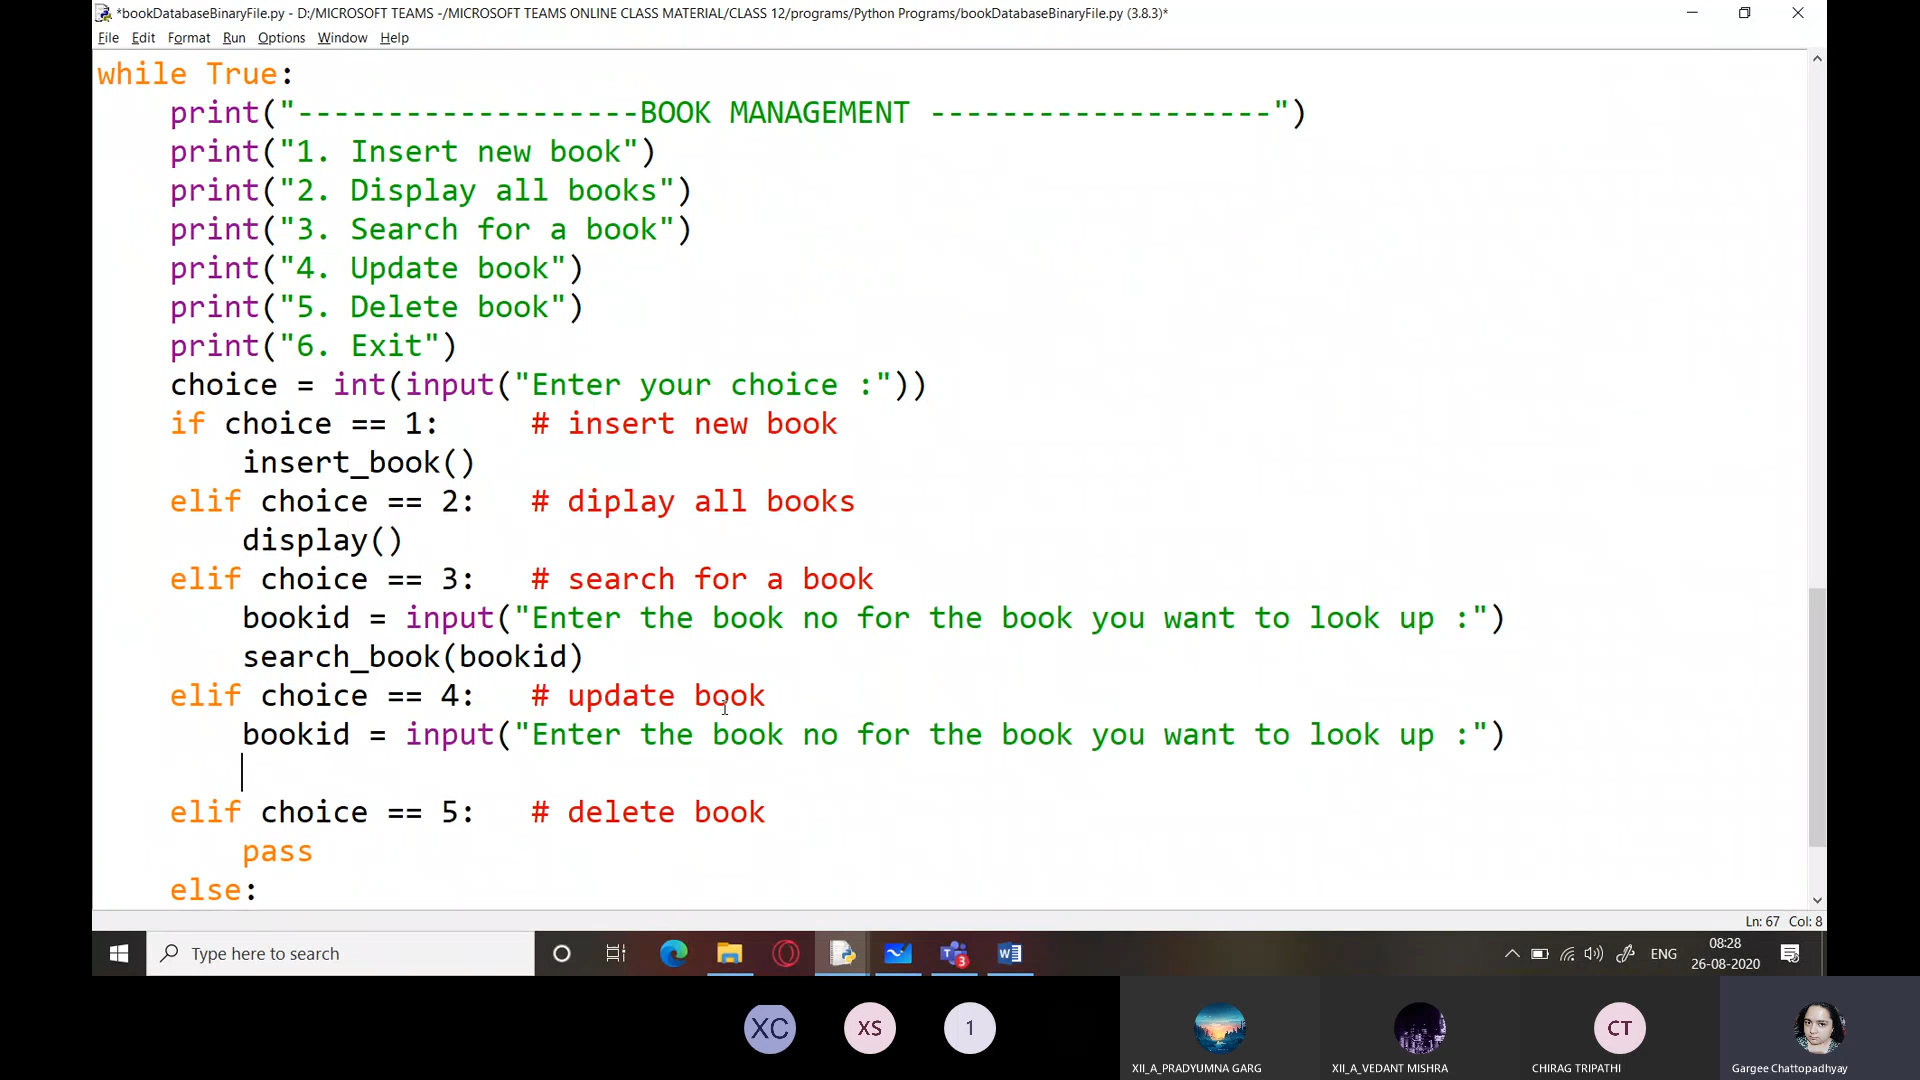 *bookDatabaseBinaryFile.py - D:/MICROSOFT TEAMS -/MICROSOFT TEAMS ONLINE CLASS MATERIAL/CLASS 12/programs/Python Programs/bookDatabaseBinaryFile.py (3.8.3)*
File Edit Format Run Options Window Help
while True:
    print("-------------------BOOK MANAGEMENT -------------------")
    print("1. Insert new book")
    print("2. Display all books")
    print("3. Search for a book")
    print("4. Update book")
    print("5. Delete book")
    print("6. Exit")
    choice = int(input("Enter your choice :"))
    if choice == 1:     # insert new book
        insert_book()
    elif choice == 2:   # diplay all books
        display()
    elif choice == 3:   # search for a book
        bookid = input("Enter the book no for the book you want to look up :")
        search_book(bookid)
    elif choice == 4:   # update book
        bookid = input("Enter the book no for the book you want to look up :")
    elif choice == 5:   # delete book
        pass
    else:
Ln: 67 Col: 8
Type here to search
3
ENG
08:28
26-08-2020
XC
XS
1
CT
XII_A_PRADYUMNA GARG
XII_A_VEDANT MISHRA
CHIRAG TRIPATHI
Gargee Chattopadhyay